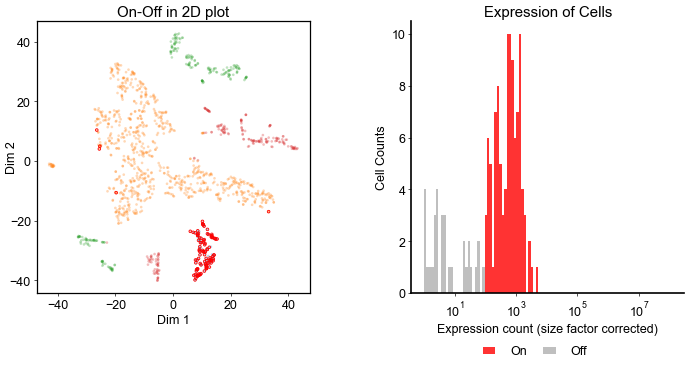 On-Off in 2D plot
Dim 2
40
20
0
−20
−40
−40 −20 0 20 40
Dim 1
Expression of Cells
Cell Counts
10
8
6
4
2
0
10^1 10^3 10^5 10^7
Expression count (size factor corrected)
On Off